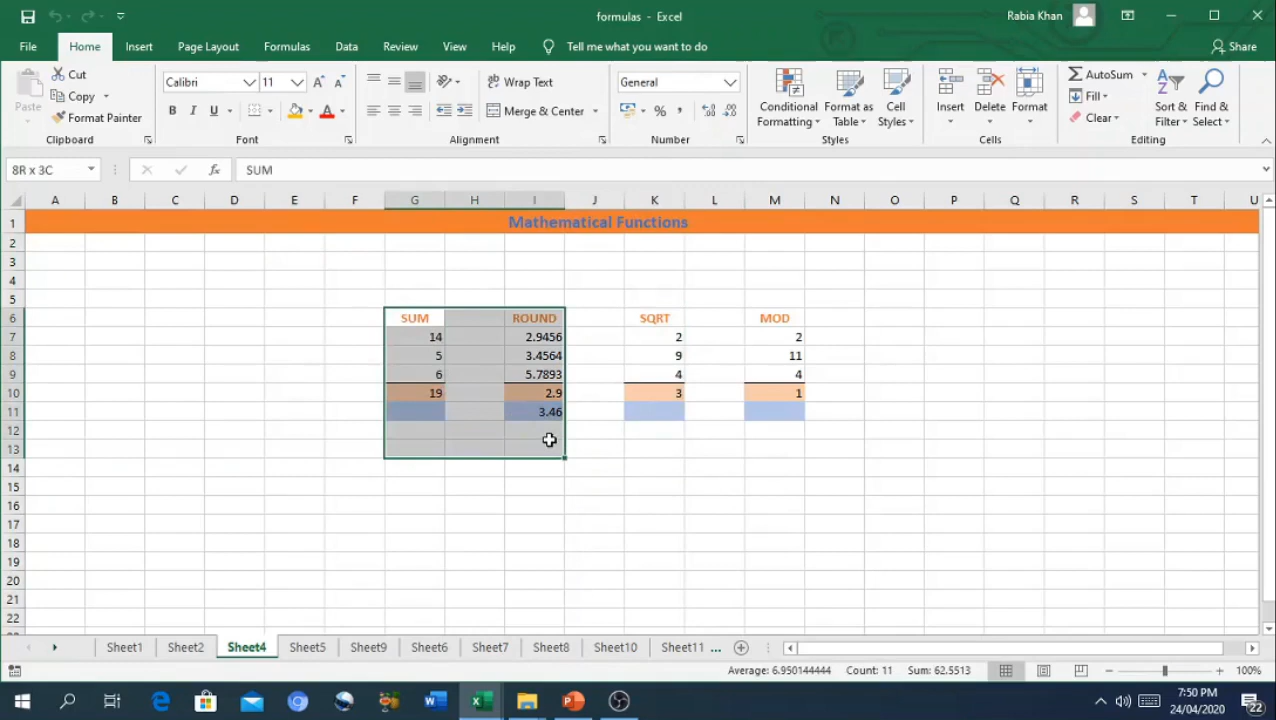 formulas - Excel
Rabia Khan
File Home Insert Page Layout Formulas Data Review View Help Tell me what you want to do Share
Paste
Cut
Copy
Format Painter
Clipboard
Calibri 11
B I U A
Font
Wrap Text
Merge & Center
Alignment
General
% ,
Number
Conditional Formatting
Format as Table
Cell Styles
Styles
Insert Delete Format
Cells
AutoSum
Fill
Clear
Sort & Filter
Find & Select
Editing
8R x 3C fx SUM
A B C D E F G H I J K L M N O P Q R S T U
1 Mathematical Functions
2
3
4
5
6 SUM ROUND SQRT MOD
7 14 2.9456 2 2
8 5 3.4564 9 11
9 6 5.7893 4 4
10 19 2.9 3 1
11 3.46
12
13
14
15
16
17
18
19
20
21
22
Sheet1 Sheet2 Sheet4 Sheet5 Sheet9 Sheet6 Sheet7 Sheet8 Sheet10 Sheet11 ...
Average: 6.950144444 Count: 11 Sum: 62.5513 100%
7:50 PM
24/04/2020
22